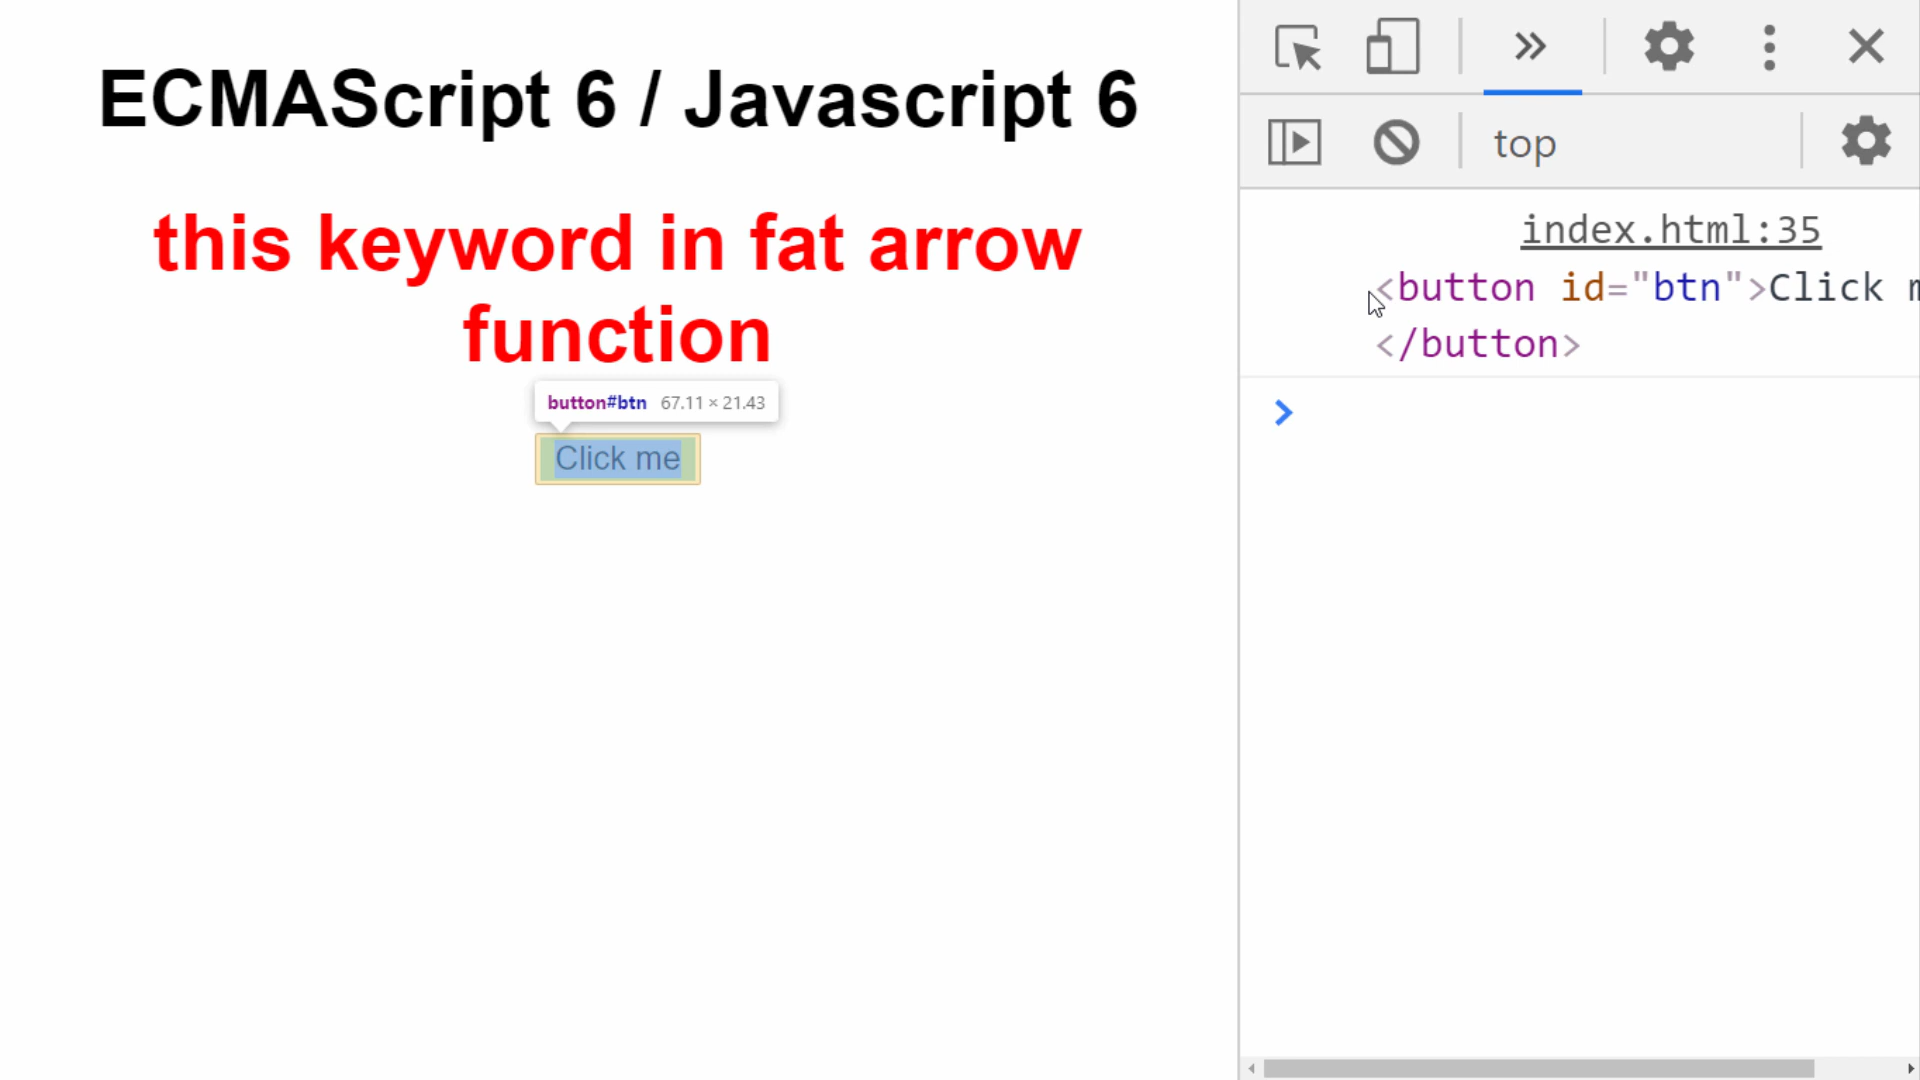 ECMAScript 6 / Javascript 6
this keyword in fat arrow
function
button#btn 67.11 × 21.43
Click me
top
index.html:35
<button id="btn">Click
</button>